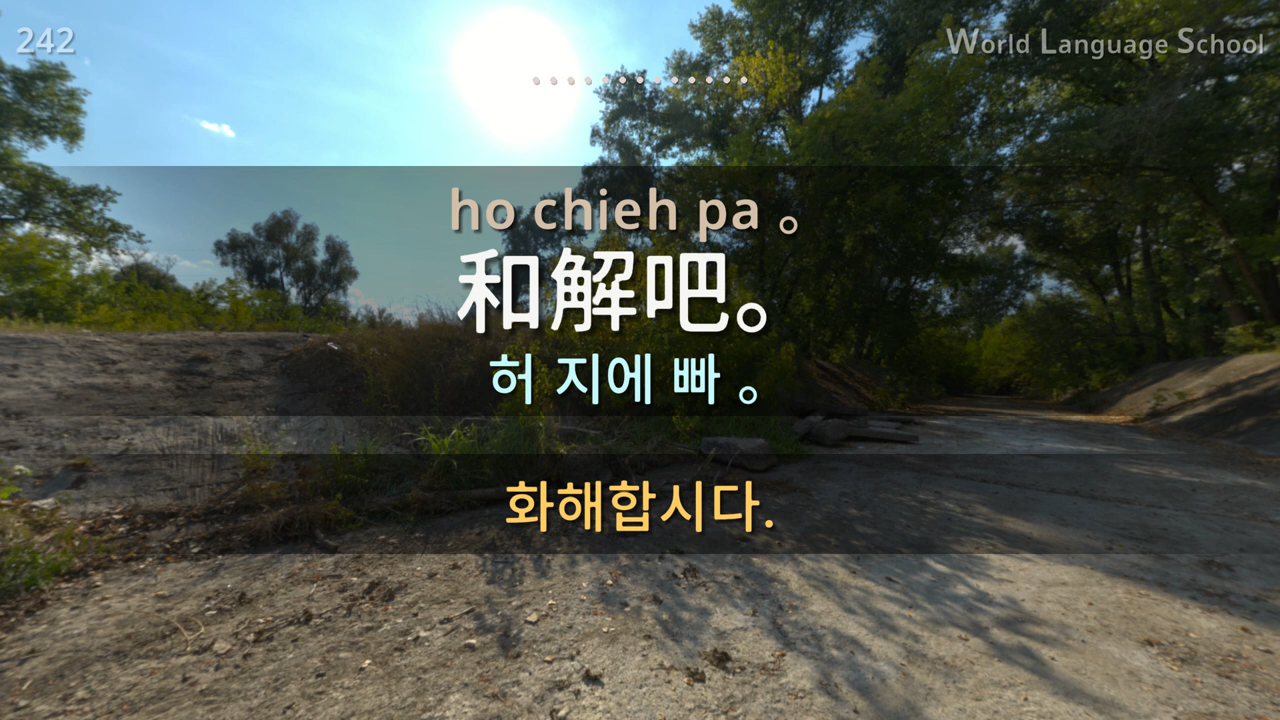 242
World Language School
ho chieh pa 。
和解吧。
허 지에 빠 。
화해합시다.